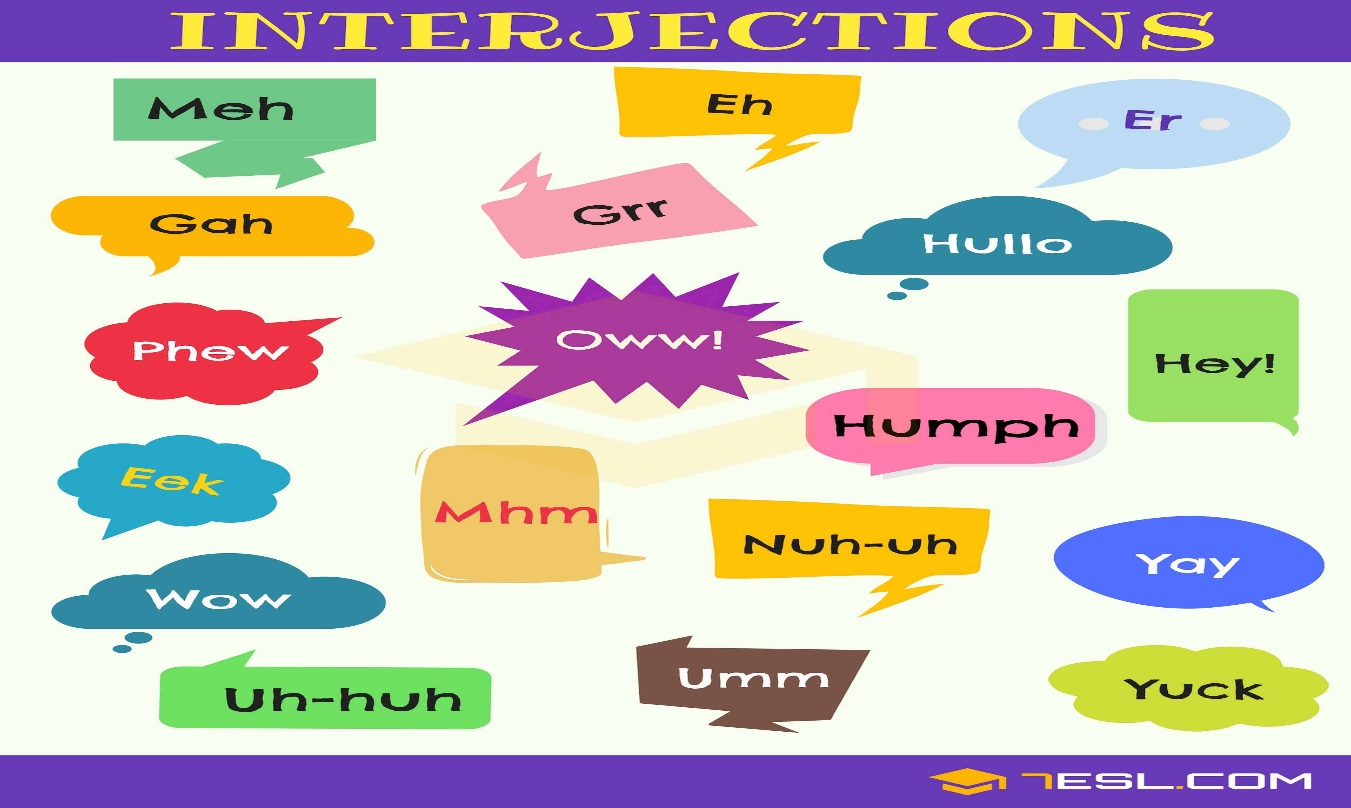 INTERJECTIONS
Meh
Eh
Er
Gah
Grr
Hullo
Phew
Oww!
Hey!
Humph
Eek
Mhm
Nuh-uh
Yay
Wow
Uh-huh
Umm
Yuck
7ESL.COM